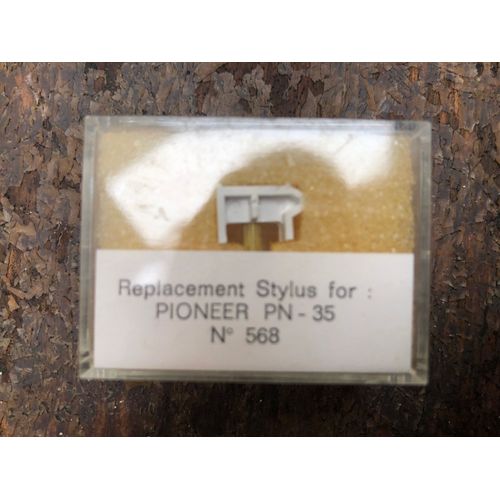 Replacement Stylus for :
PIONEER PN - 35
N° 568